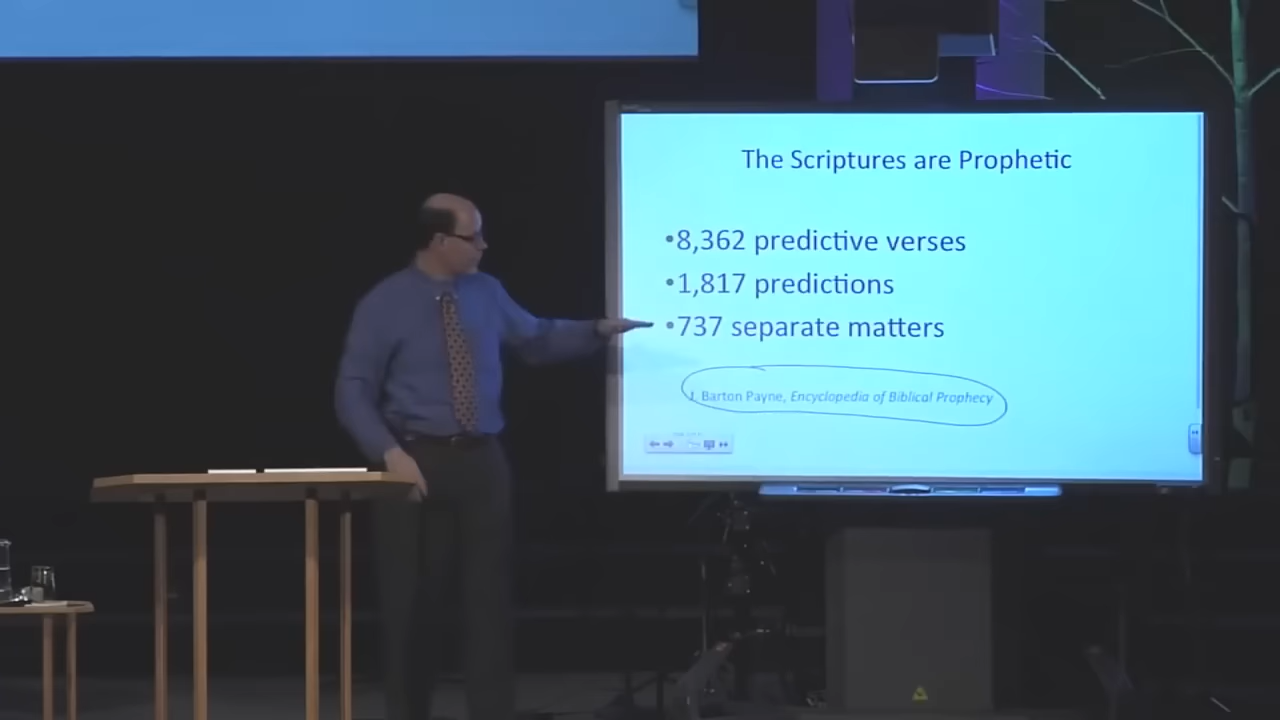 The Scriptures are Prophetic
•8,362 predictive verses
•1,817 predictions
•737 separate matters
J. Barton Payne, Encyclopedia of Biblical Prophecy